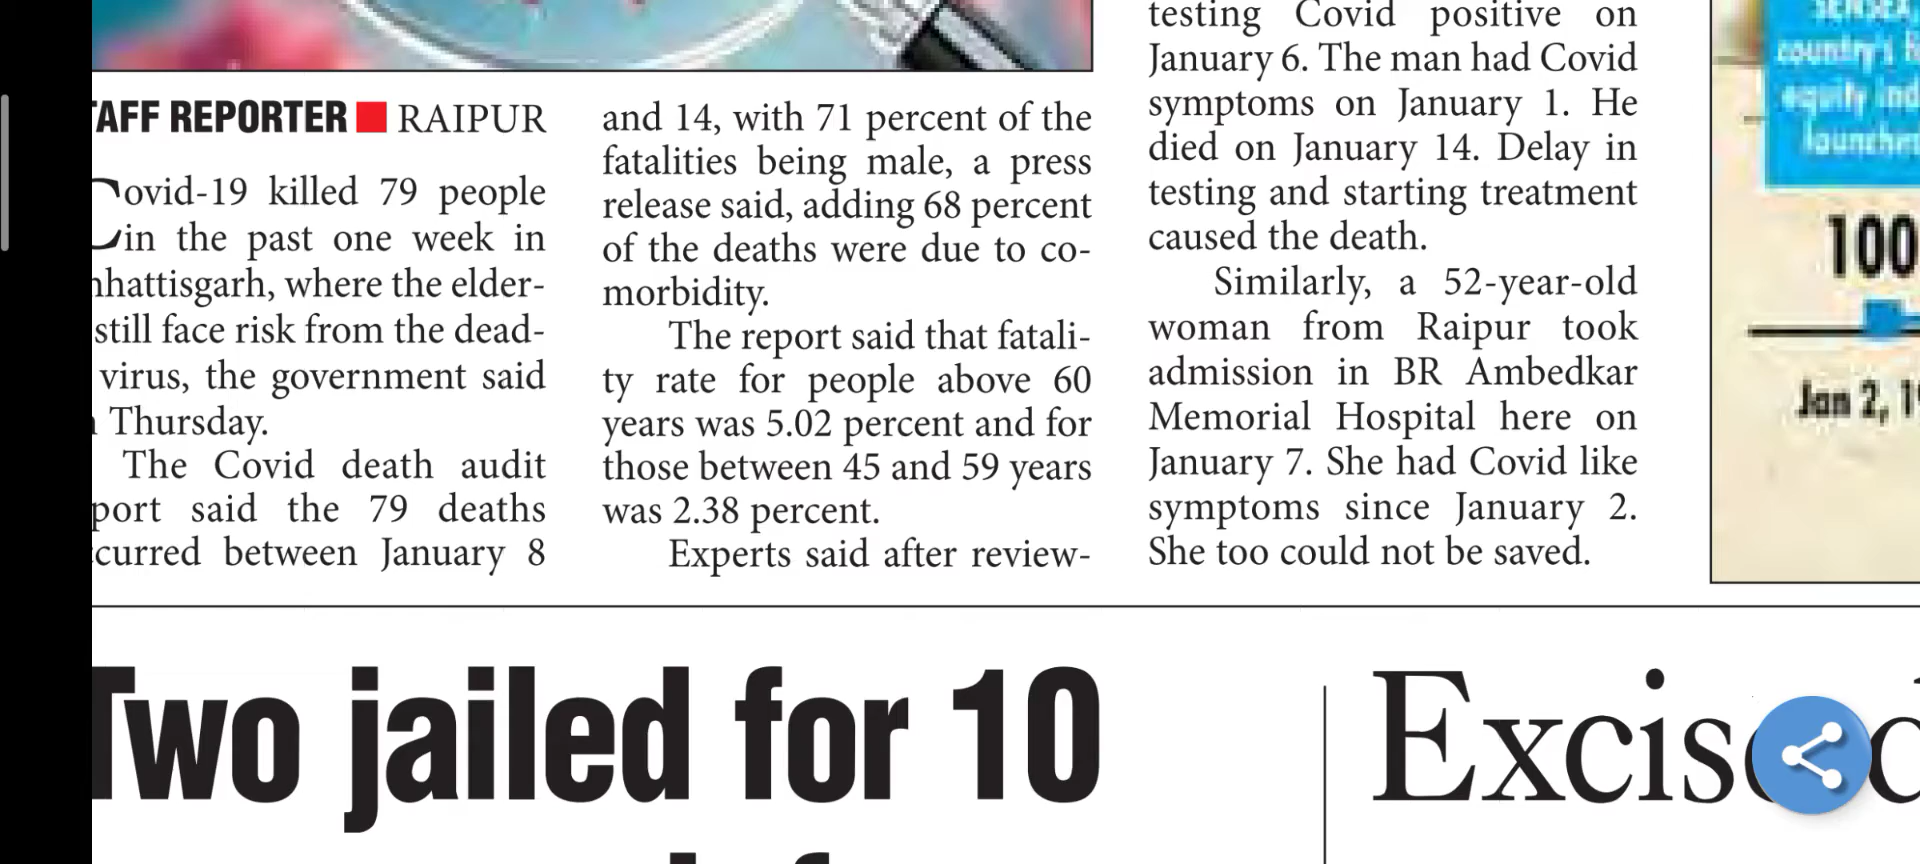 AFF REPORTER RAIPUR
Covid-19 killed 79 people
in the past one week in
hhattisgarh, where the elder-
still face risk from the dead-
virus, the government said
Thursday.
The Covid death audit
port said the 79 deaths
curred between January 8
and 14, with 71 percent of the
fatalities being male, a press
release said, adding 68 percent
of the deaths were due to co-
morbidity.
The report said that fatali-
ty rate for people above 60
years was 5.02 percent and for
those between 45 and 59 years
was 2.38 percent.
Experts said after review-
testing Covid positive on
January 6. The man had Covid
symptoms on January 1. He
died on January 14. Delay in
testing and starting treatment
caused the death.
Similarly, a 52-year-old
woman from Raipur took
admission in BR Ambedkar
Memorial Hospital here on
January 7. She had Covid like
symptoms since January 2.
She too could not be saved.
SENSEX,
country's
equity ind
launched
100
Jan 2, 1
Two jailed for 10
Excise d